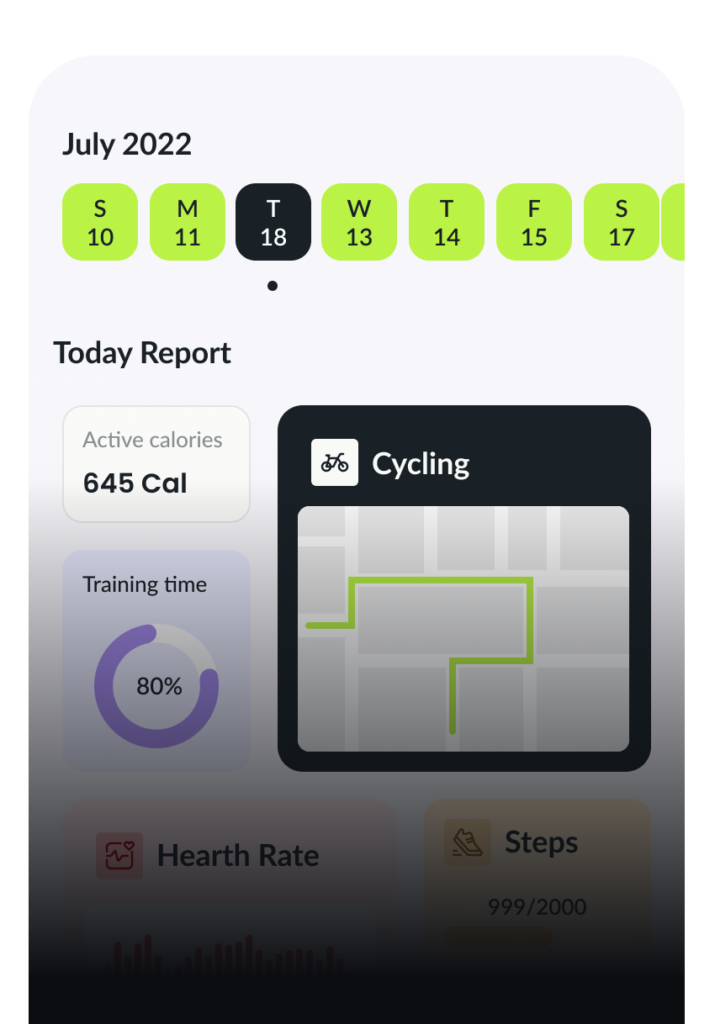 July 2022
S M T W T F S
10 11 18 13 14 15 17
Today Report
Active calories
645 Cal
Cycling
Training time
80%
Hearth Rate
Steps
999/2000